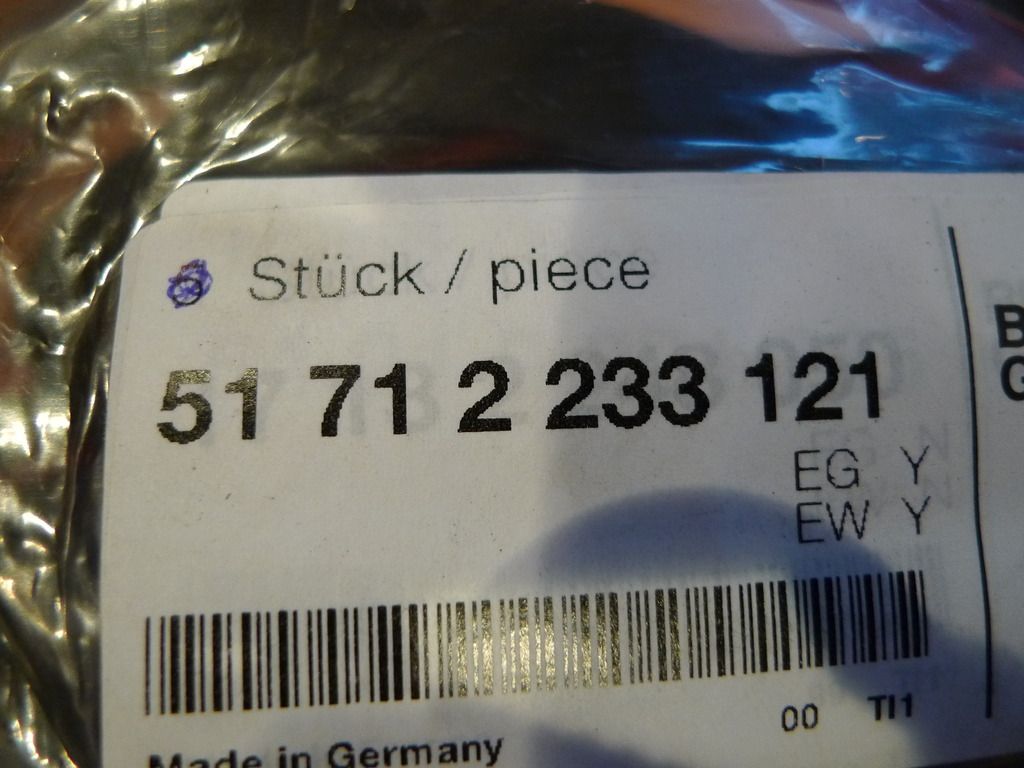 Stück / piece
51 71 2 233 121
EG Y
EW Y
00 TI1
Made in Germany
B
G